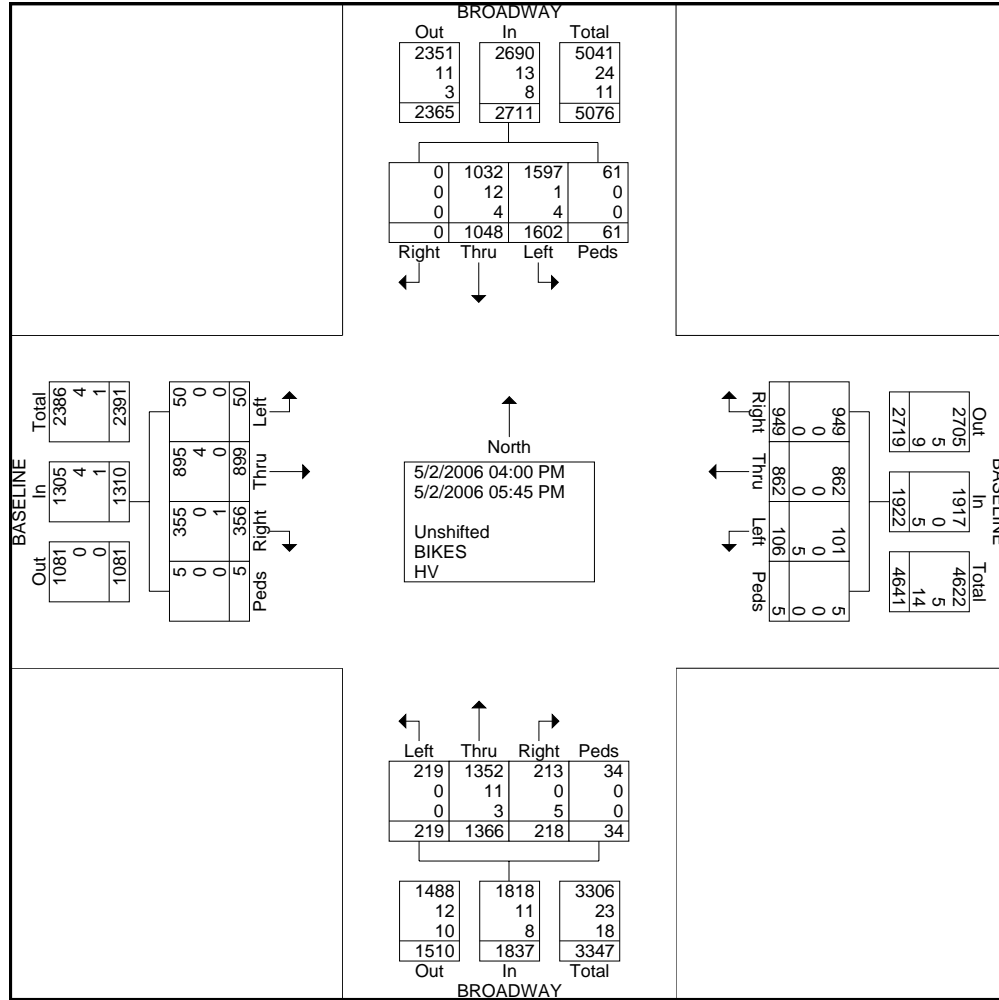 BROADWAY
Out In Total
2351 2690 5041
11 13 24
3 8 11
2365 2711 5076
0 1032 1597 61
0 12 1 0
0 4 4 0
0 1048 1602 61
Right Thru Left Peds
BASELINE
Total In Out
2386 1305 1081
4 4 0
1 1 0
2391 1310 1081
50 895 355 5
0 4 0 0
0 0 1 0
50 899 356 5
Left Thru Right Peds
North
5/2/2006 04:00 PM
5/2/2006 05:45 PM
Unshifted
BIKES
HV
Right Thru Left Peds
949 862 101 5
0 0 0 0
0 0 5 0
949 862 106 5
Out In Total
2705 1917 4622
5 0 5
9 5 14
2719 1922 4641
BASELINE
Left Thru Right Peds
219 1352 213 34
0 11 0 0
0 3 5 0
219 1366 218 34
1488 1818 3306
12 11 23
10 8 18
1510 1837 3347
Out In Total
BROADWAY